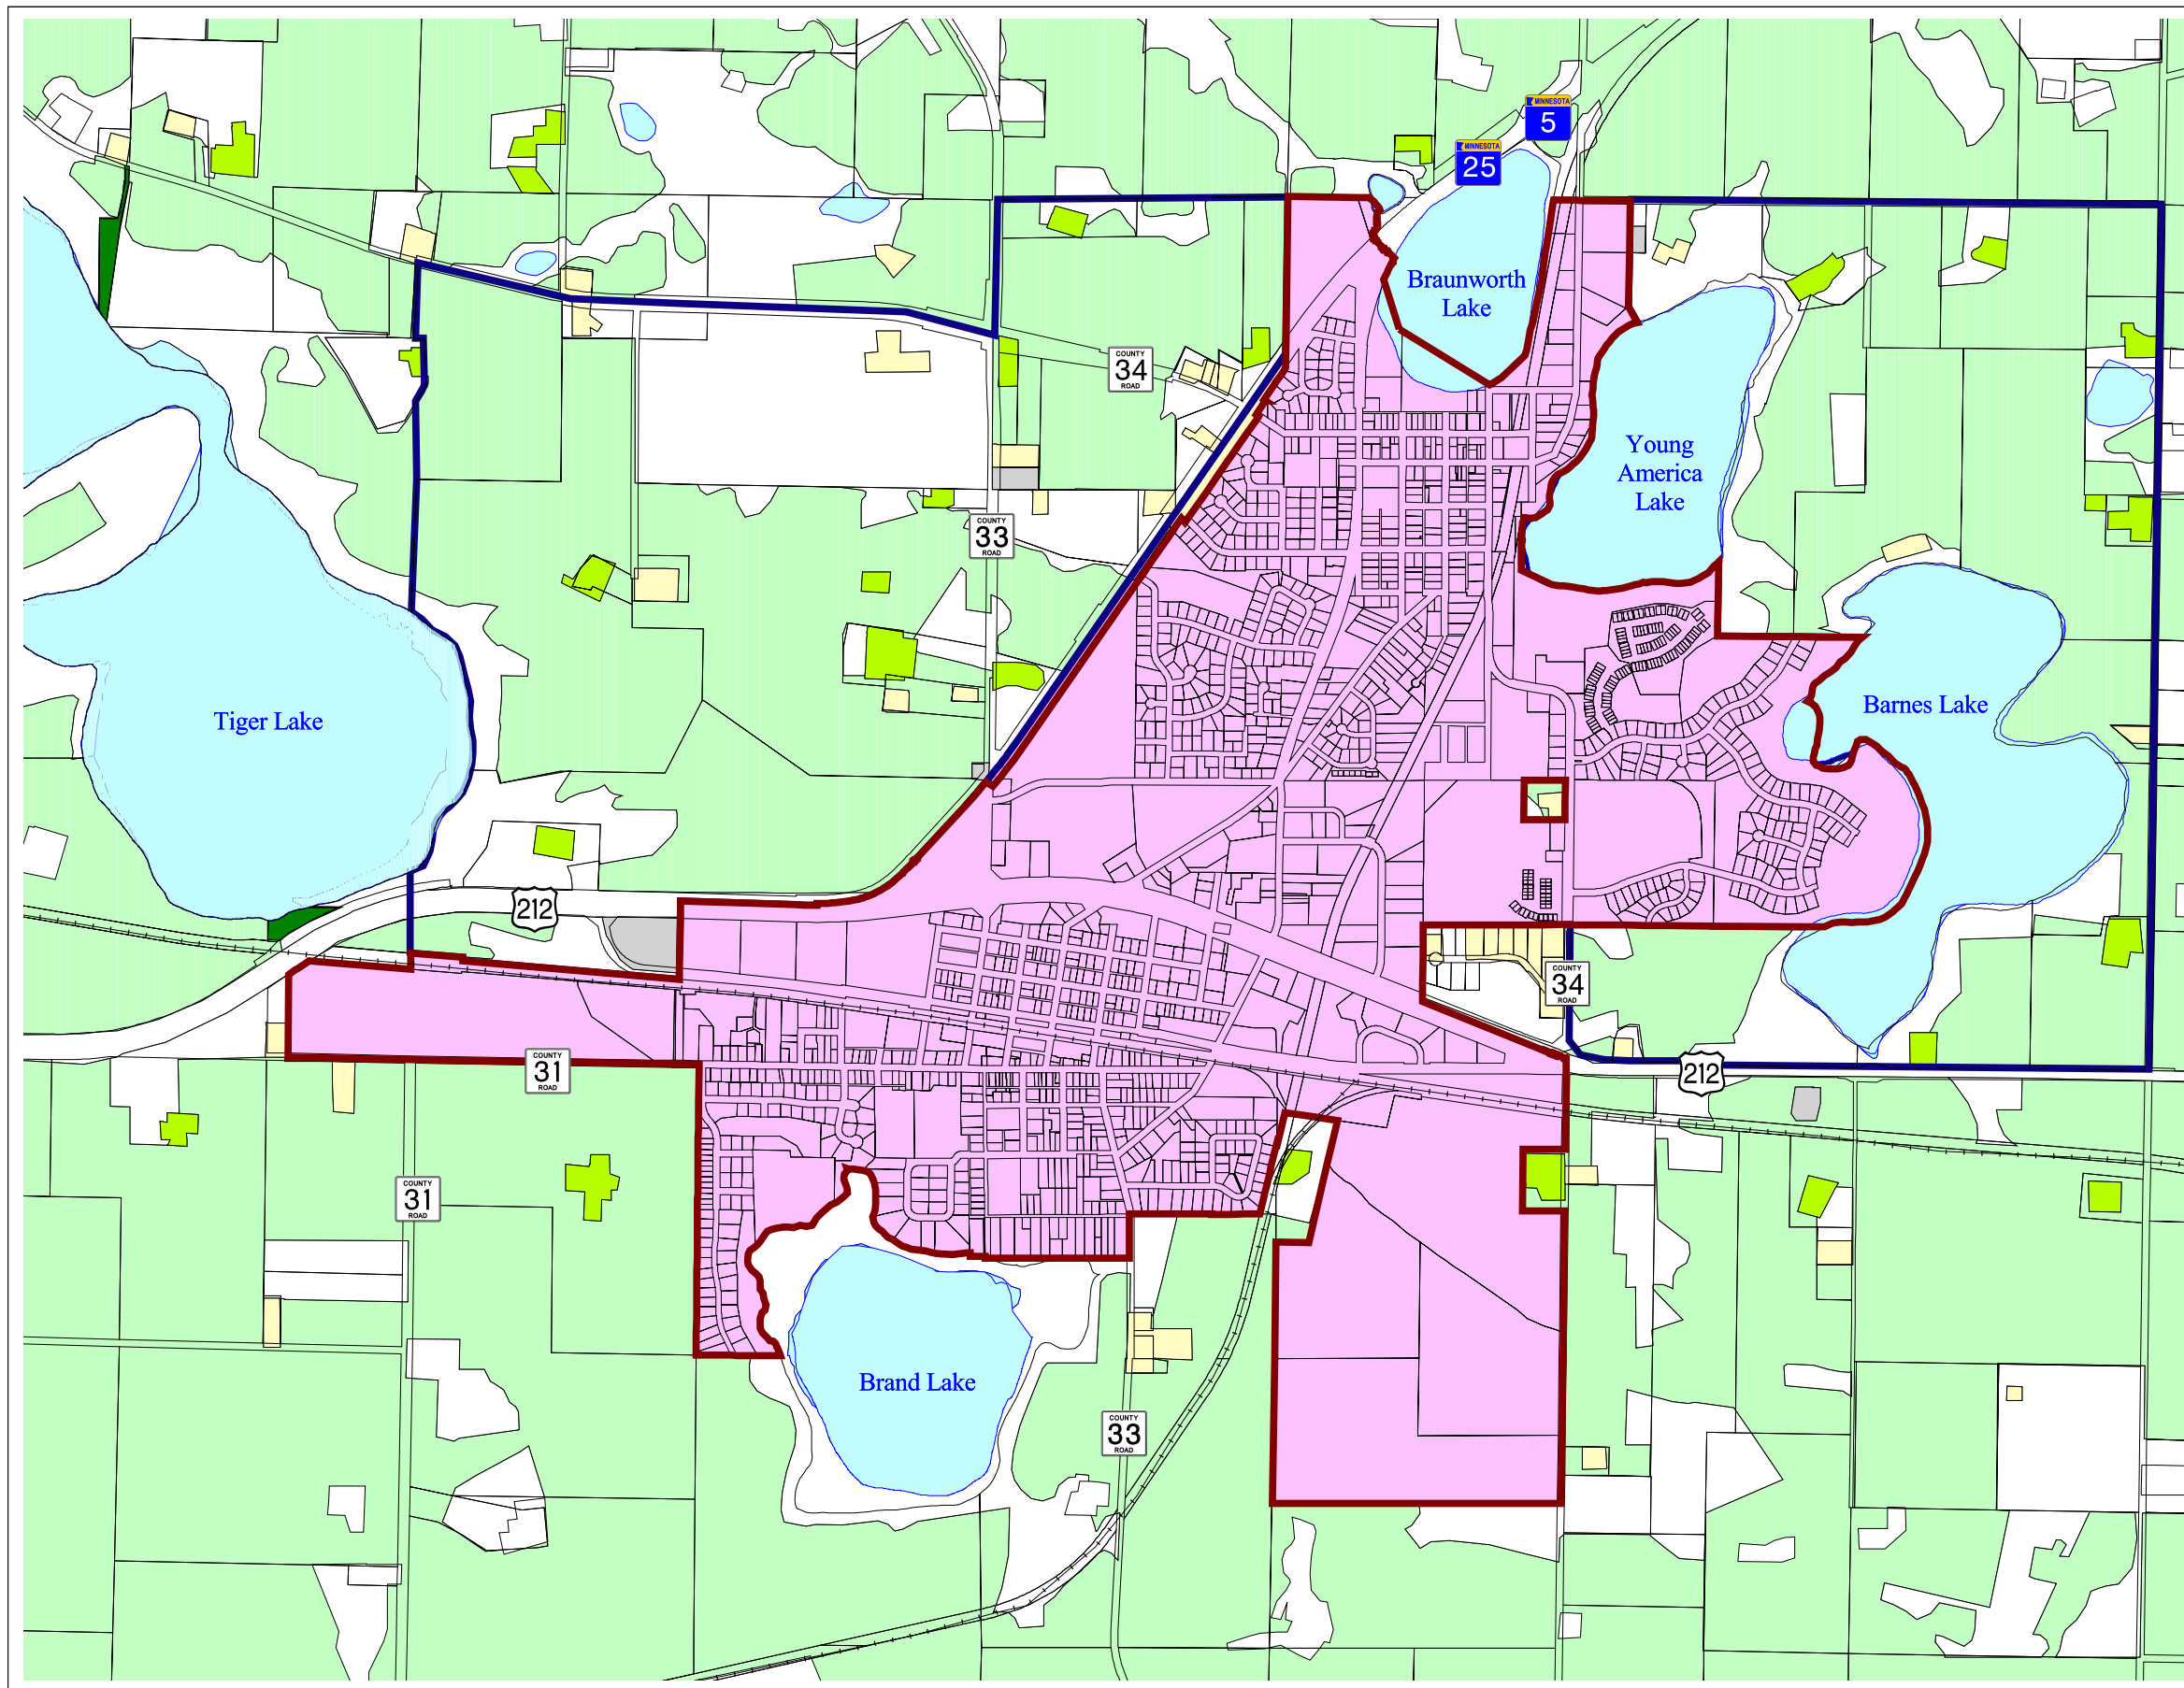 MINNESOTA
5
MINNESOTA
25
Braunworth
Lake
COUNTY
34
ROAD
Young
America
Lake
COUNTY
33
ROAD
Tiger Lake
Barnes Lake
212
COUNTY
34
ROAD
COUNTY
31
ROAD
212
COUNTY
31
ROAD
Brand Lake
COUNTY
33
ROAD